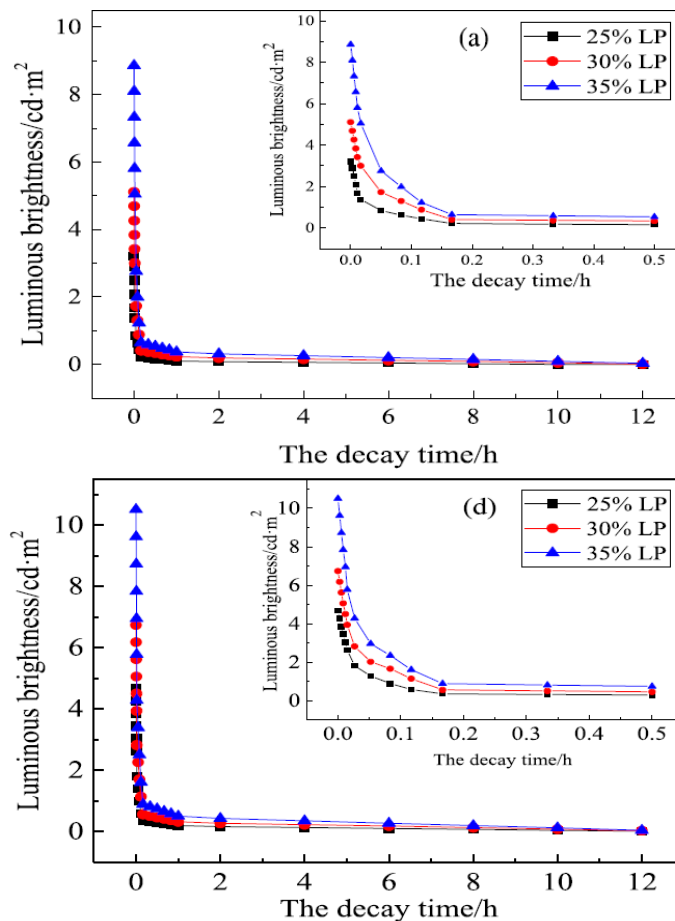 (a)
25% LP
30% LP
35% LP
Luminous brightness/cd·m²
10
8
6
4
2
0
0.0 0.1 0.2 0.3 0.4 0.5
The decay time/h
Luminous brightness/cd·m²
10
8
6
4
2
0
0 2 4 6 8 10 12
The decay time/h
(d)
25% LP
30% LP
35% LP
Luminous brightness/cd·m²
10
8
6
4
2
0
0.0 0.1 0.2 0.3 0.4 0.5
The decay time/h
Luminous brightness/cd·m²
10
8
6
4
2
0
0 2 4 6 8 10 12
The decay time/h